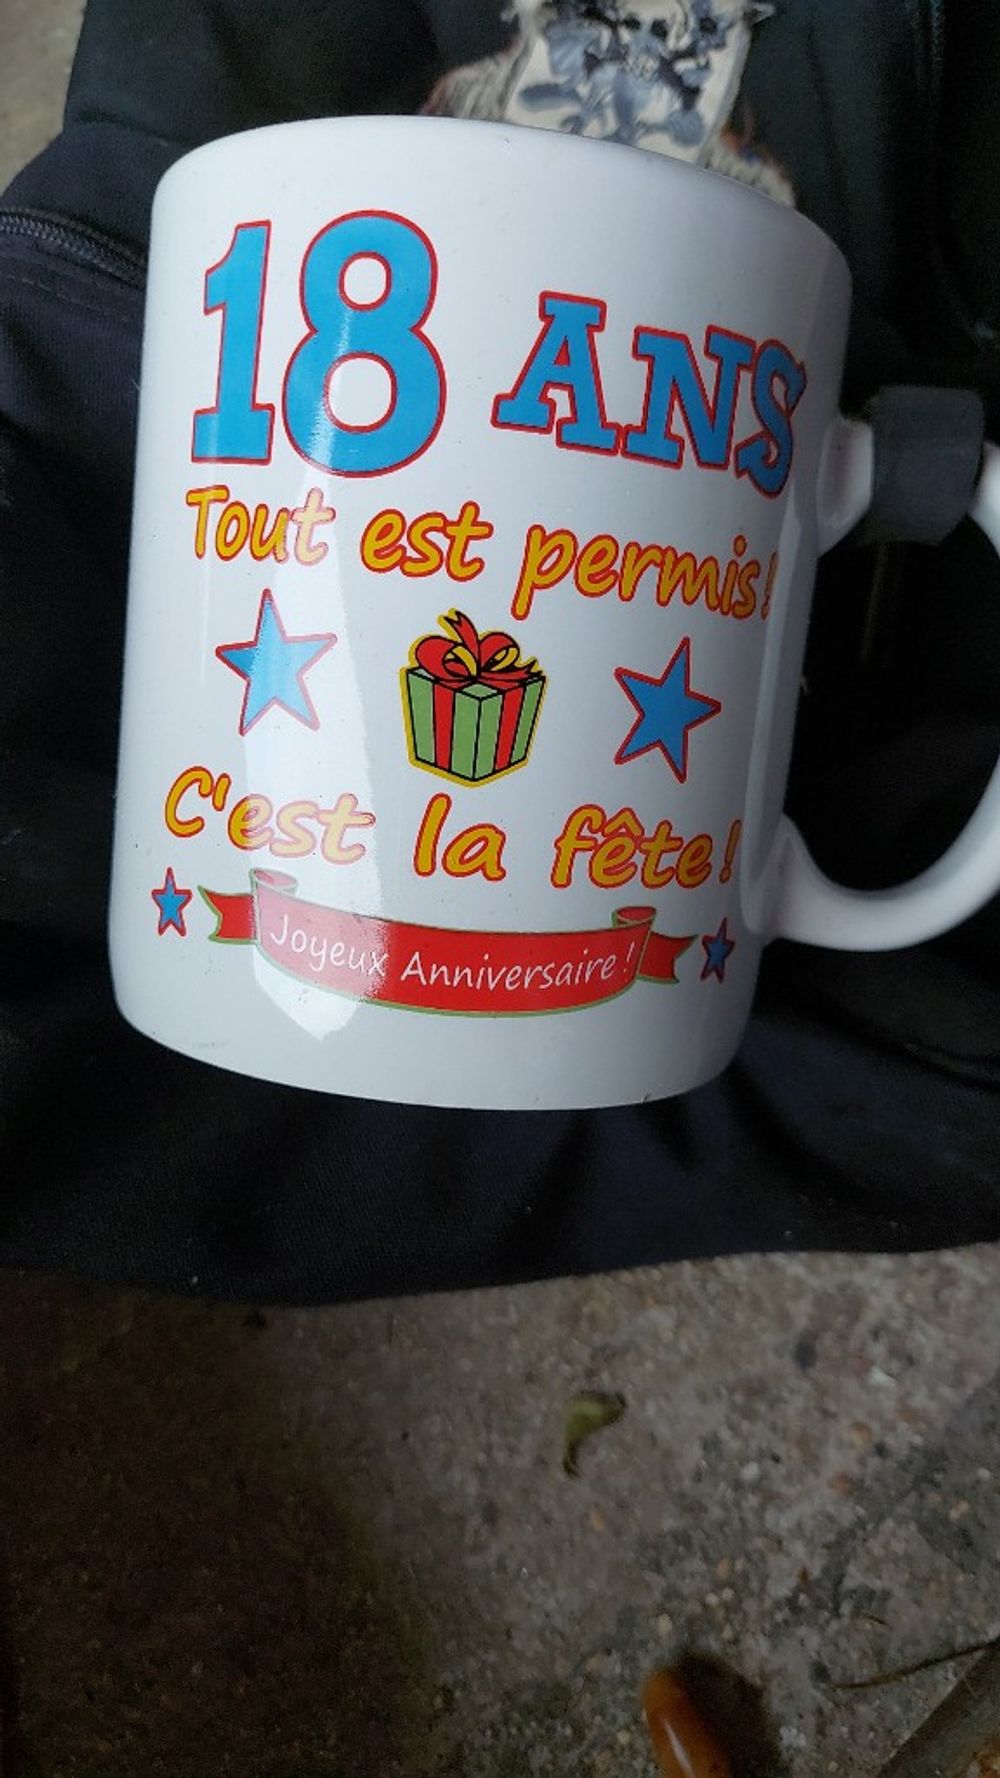 18 ANS
Tout est permis!
C'est la fête!
Joyeux Anniversaire!